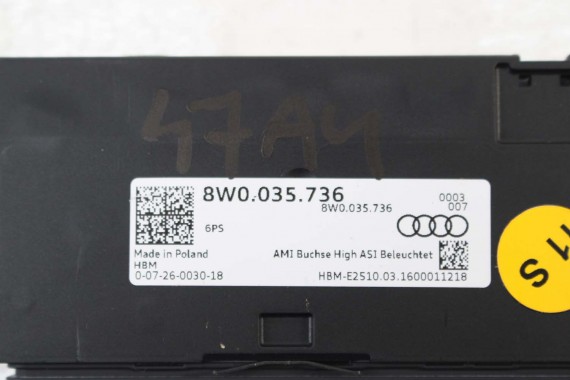 47A4
8W0.035.736
8W0.035.736
0003
007
6PS
Made in Poland
HBM
0-07-26-0030-18
AMI Buchse High ASI Beleuchtet
HBM-E2510.03.1600011218
11 S